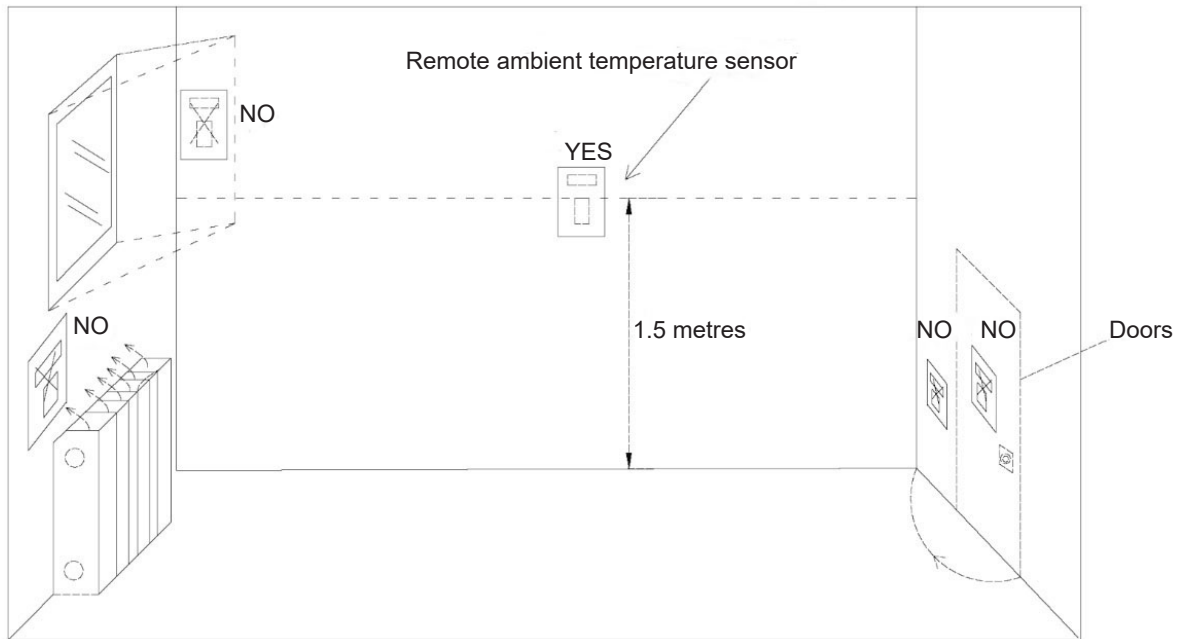 Remote ambient temperature sensor
NO
YES
NO
1.5 metres
NO
NO
Doors